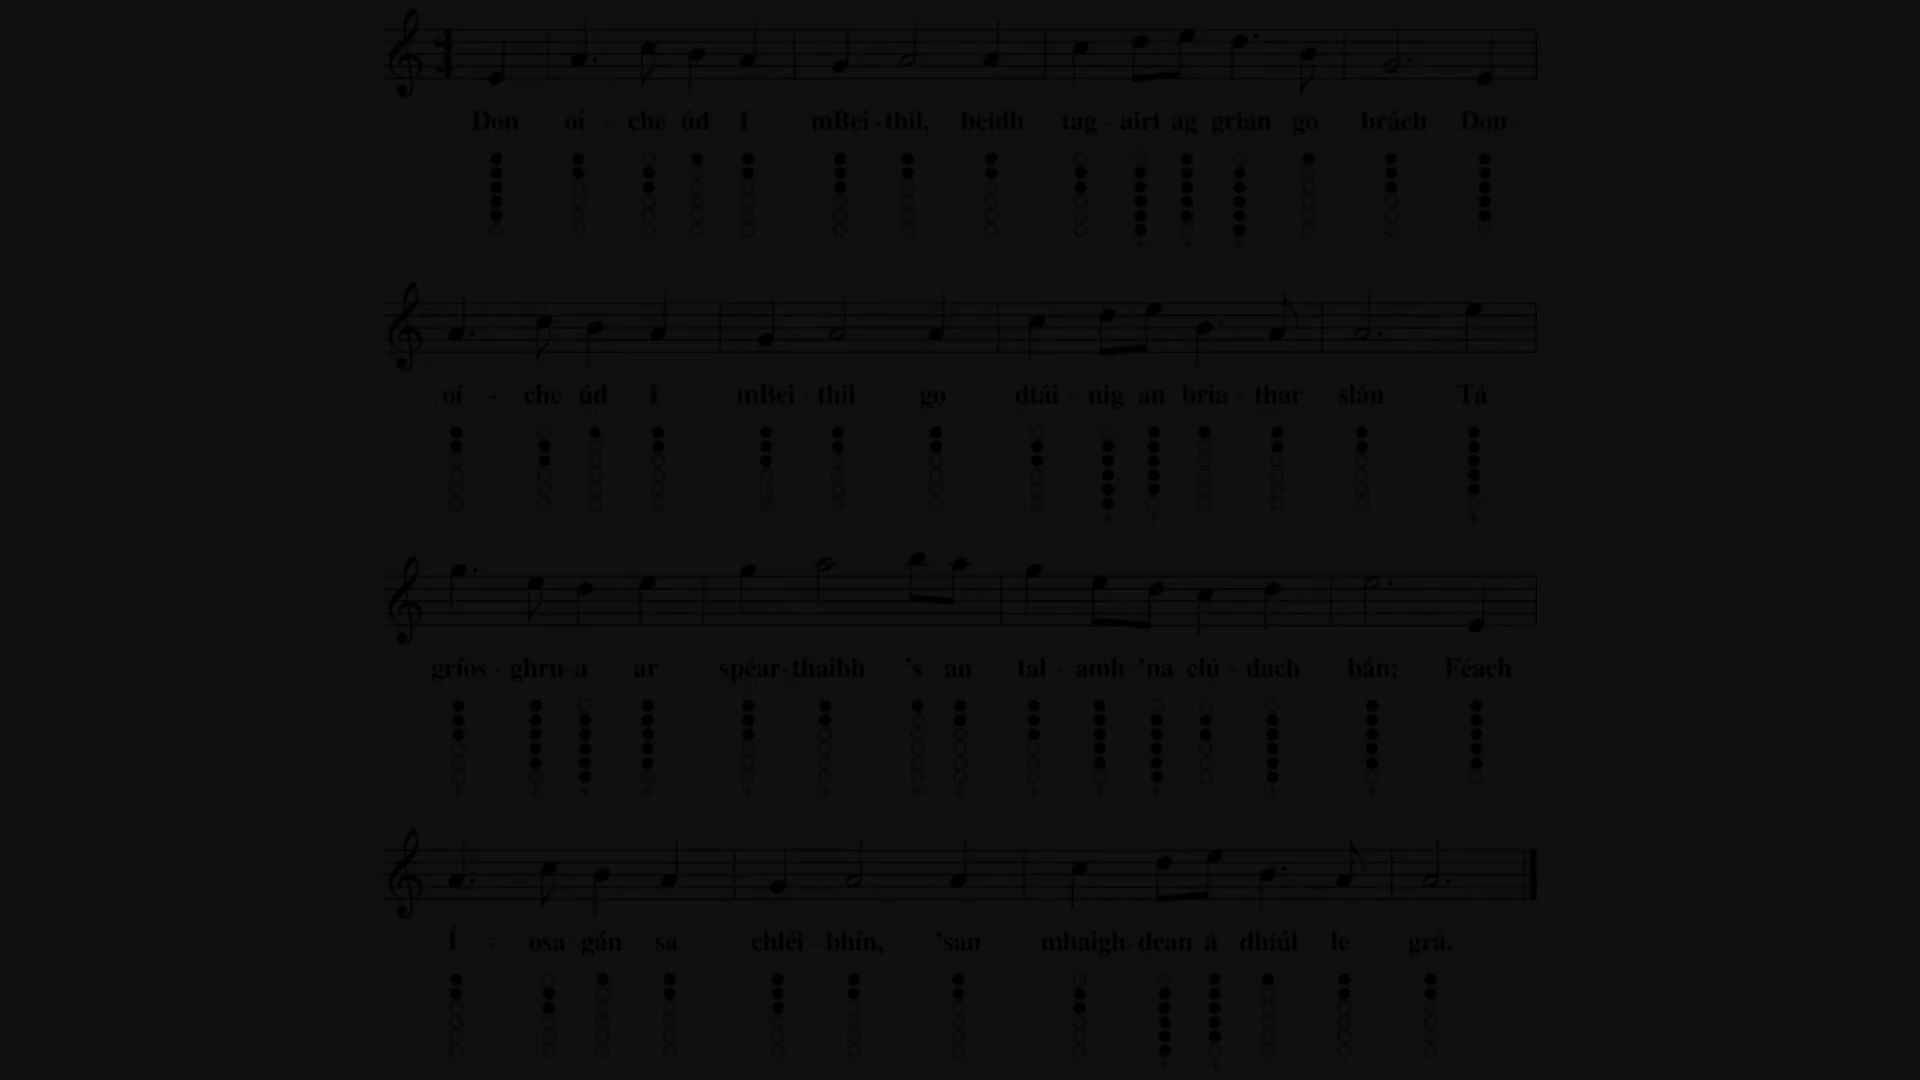 Don oí - che úd I mBei - thil, beidh tag - airt ag grian go brách Don
oí - che úd I mBei - thil go dtái - nig an bria - thar slán Tá
gríos - ghru - a ar spéar - thaibh 's an tal - amh 'na clú - dach bán; Féach
Í - osa - gán sa chléi - bhín, 'san mhaigh - dean á dhiúl le grá.